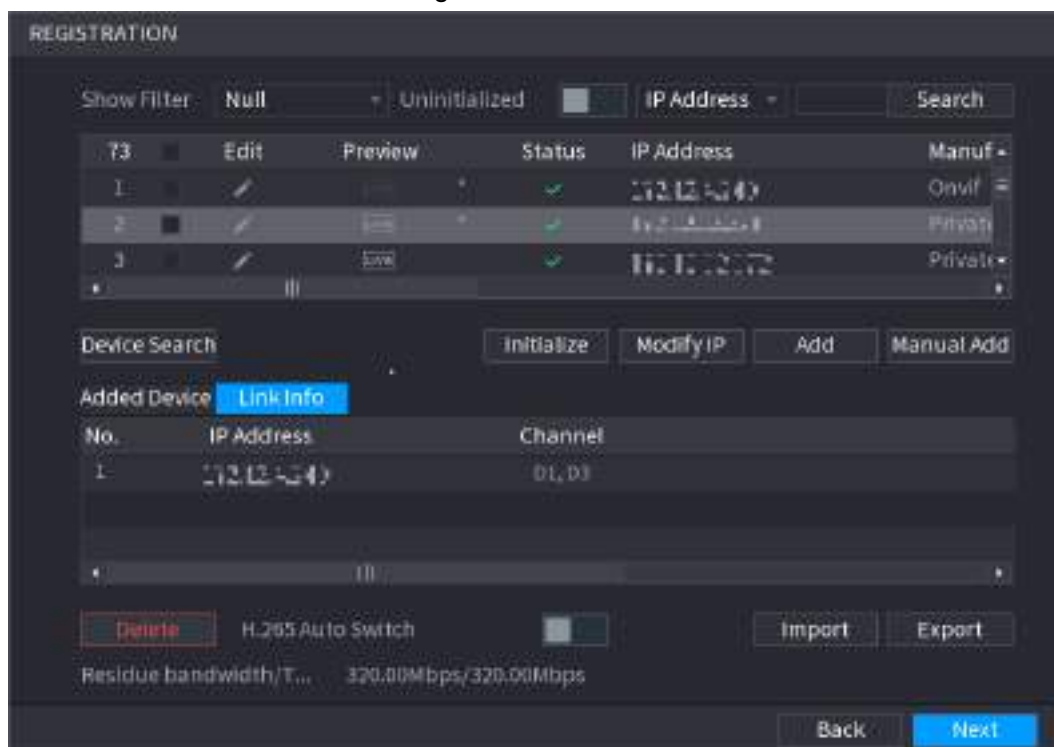 REGISTRATION
Show Filter Null Uninitialized IP Address Search
73 Edit Preview Status IP Address Manuf
1 Onvif
2 Privat
3 LIVE Privat
Device Search Initialize Modify IP Add Manual Add
Added Device Link Info
No. IP Address Channel
1 D1, D3
Delete H.265 Auto Switch Import Export
Residue bandwidth/T... 320.00Mbps/320.00Mbps
Back Next